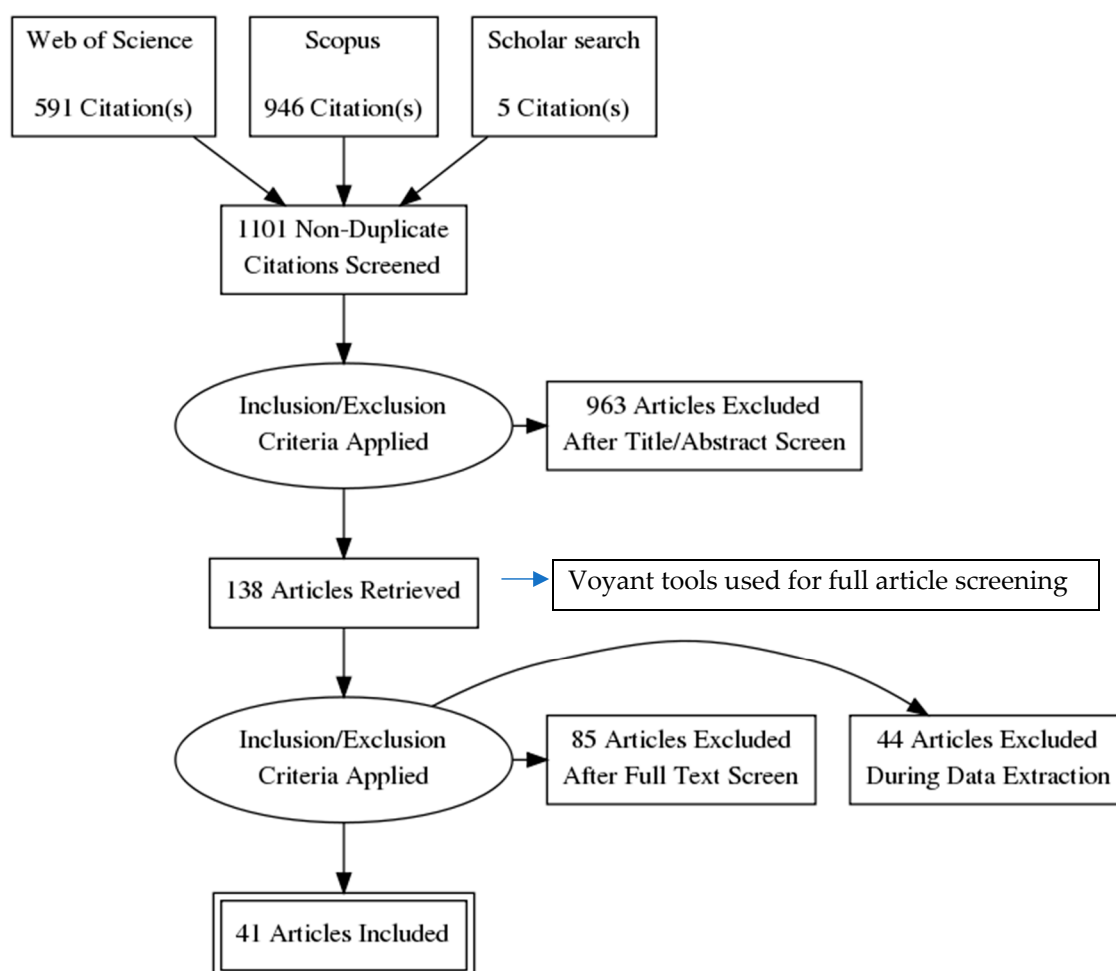 Web of Science
591 Citation(s)
Scopus
946 Citation(s)
Scholar search
5 Citation(s)
1101 Non-Duplicate
Citations Screened
Inclusion/Exclusion
Criteria Applied
963 Articles Excluded
After Title/Abstract Screen
138 Articles Retrieved
Voyant tools used for full article screening
Inclusion/Exclusion
Criteria Applied
85 Articles Excluded
After Full Text Screen
44 Articles Excluded
During Data Extraction
41 Articles Included